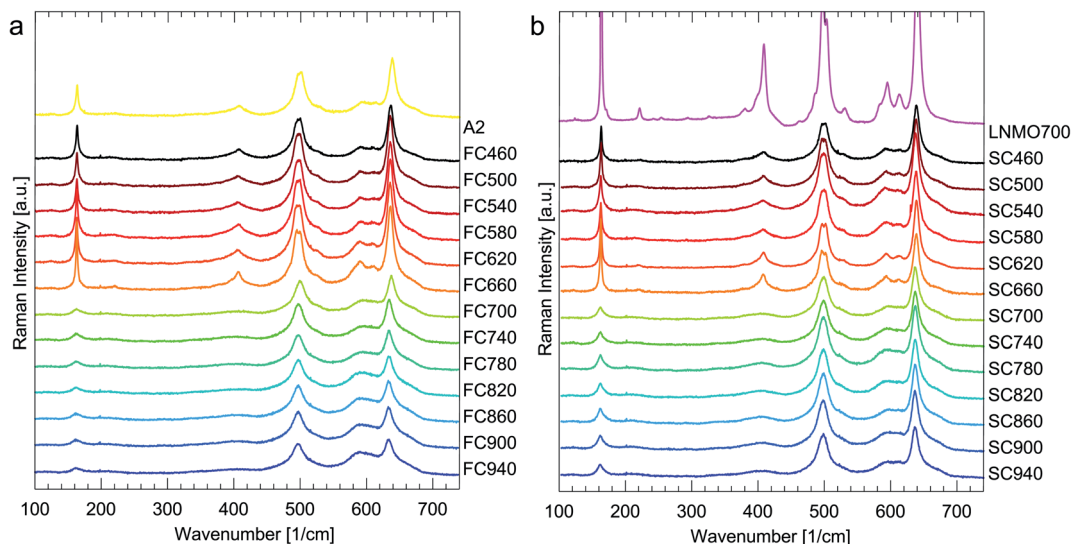 a
Raman Intensity [a.u.]
A2
FC460
FC500
FC540
FC580
FC620
FC660
FC700
FC740
FC780
FC820
FC860
FC900
FC940
100 200 300 400 500 600 700
Wavenumber [1/cm]
b
Raman Intensity [a.u.]
LNMO700
SC460
SC500
SC540
SC580
SC620
SC660
SC700
SC740
SC780
SC820
SC860
SC900
SC940
100 200 300 400 500 600 700
Wavenumber [1/cm]